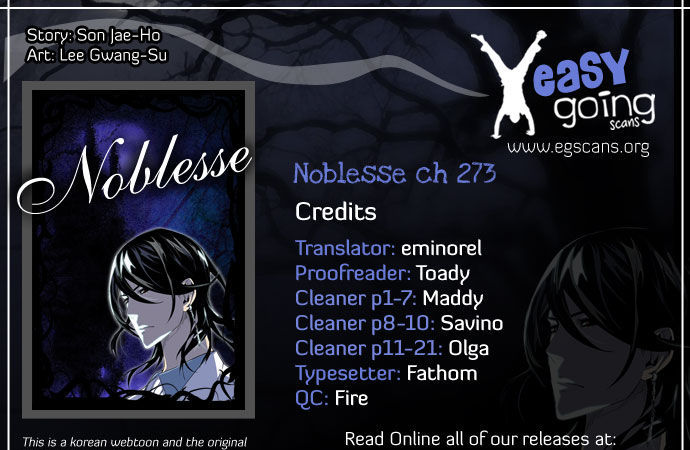 Story: Son Jae-Ho
Art: Lee Gwang-Su
easy
going
scans
www.egscans.org
Noblesse
Noblesse ch 273
Credits
Translator: eminorel
Proofreader: Toady
Cleaner p1-7: Maddy
Cleaner p8-10: Savino
Cleaner p11-21: Olga
Typesetter: Fathom
QC: Fire
This is a korean webtoon and the original
Read Online all of our releases at: